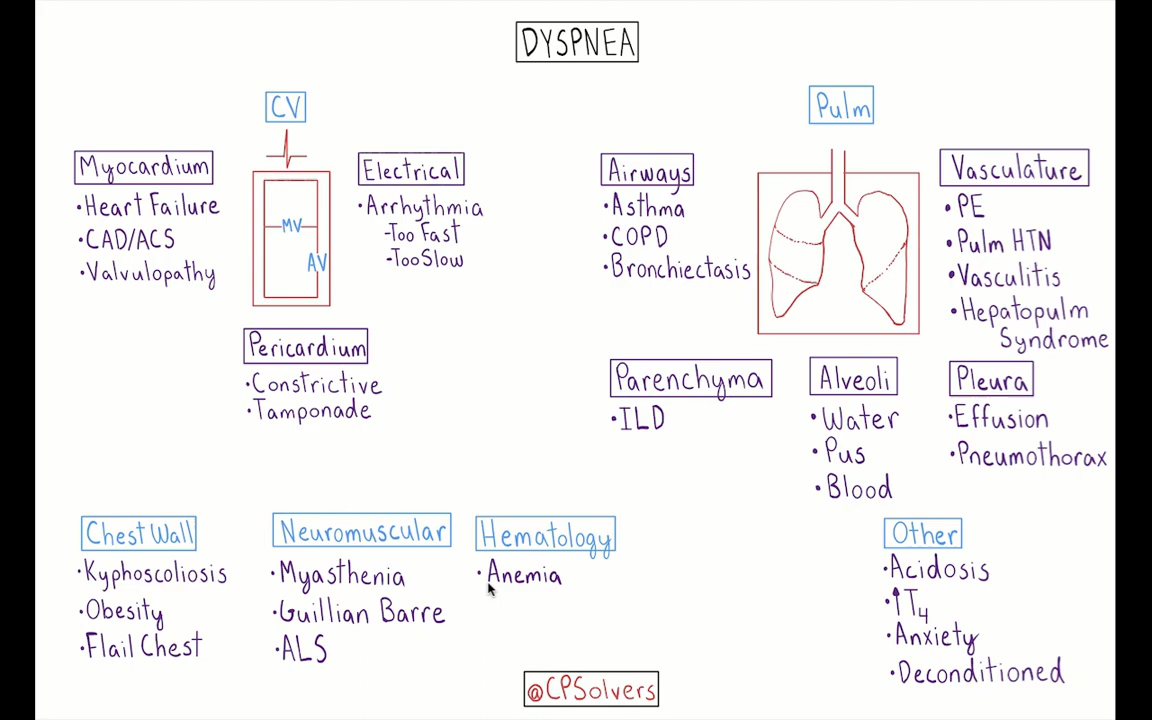 DYSPNEA
CV
Myocardium
•Heart Failure
•CAD/ACS
•Valvulopathy
MV
AV
Electrical
•Arrhythmia
-Too Fast
-Too Slow
Pericardium
•Constrictive
•Tamponade
Pulm
Airways
•Asthma
•COPD
•Bronchiectasis
Vasculature
•PE
•Pulm HTN
•Vasculitis
•Hepatopulm
Syndrome
Parenchyma
•ILD
Alveoli
•Water
•Pus
•Blood
Pleura
•Effusion
•Pneumothorax
Chest Wall
•Kyphoscoliosis
•Obesity
•Flail Chest
Neuromuscular
•Myasthenia
•Guillian Barre
•ALS
Hematology
•Anemia
Other
•Acidosis
•↑T4
•Anxiety
•Deconditioned
@CPSolvers